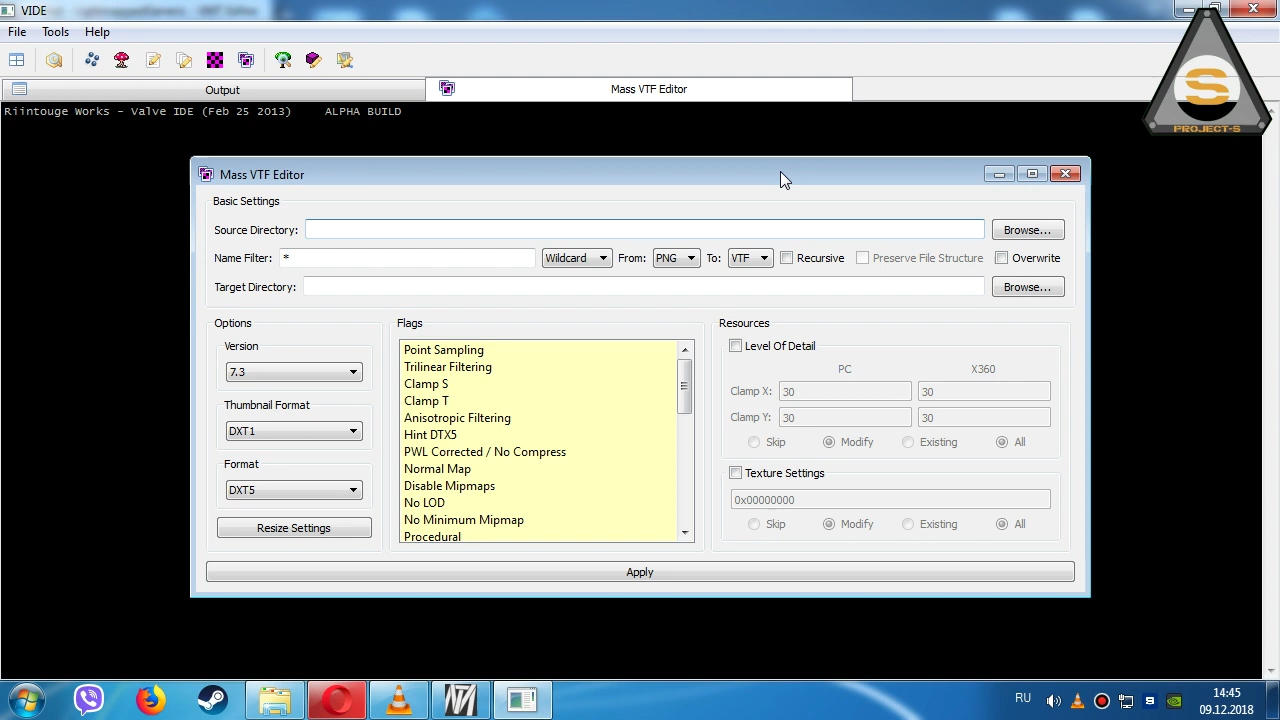 VIDE
File Tools Help
Output
Mass VTF Editor
Riintouge Works - Valve IDE (Feb 25 2013) ALPHA BUILD
S
PROJECT-S
Mass VTF Editor
Basic Settings
Source Directory: Browse...
Name Filter: * Wildcard From: PNG To: VTF Recursive Preserve File Structure Overwrite
Target Directory: Browse...
Options
Version
7.3
Thumbnail Format
DXT1
Format
DXT5
Resize Settings
Flags
Point Sampling
Trilinear Filtering
Clamp S
Clamp T
Anisotropic Filtering
Hint DTX5
PWL Corrected / No Compress
Normal Map
Disable Mipmaps
No LOD
No Minimum Mipmap
Procedural
Resources
Level Of Detail
PC X360
Clamp X: 30 30
Clamp Y: 30 30
Skip Modify Existing All
Texture Settings
0x00000000
Skip Modify Existing All
Apply
RU
14:45
09.12.2018